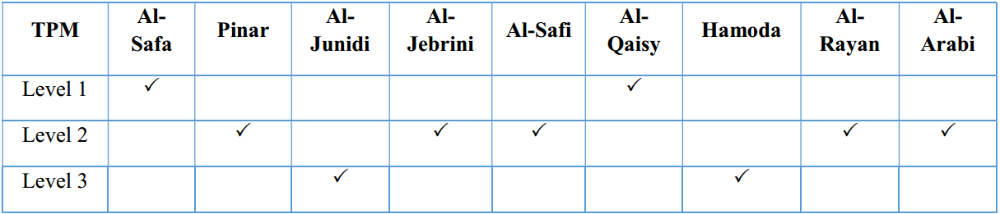 TPM Al-Safa Pinar Al-Junidi Al-Jebrini Al-Safi Al-Qaisy Hamoda Al-Rayan Al-Arabi
Level 1 ✓ ✓
Level 2 ✓ ✓ ✓ ✓ ✓
Level 3 ✓ ✓